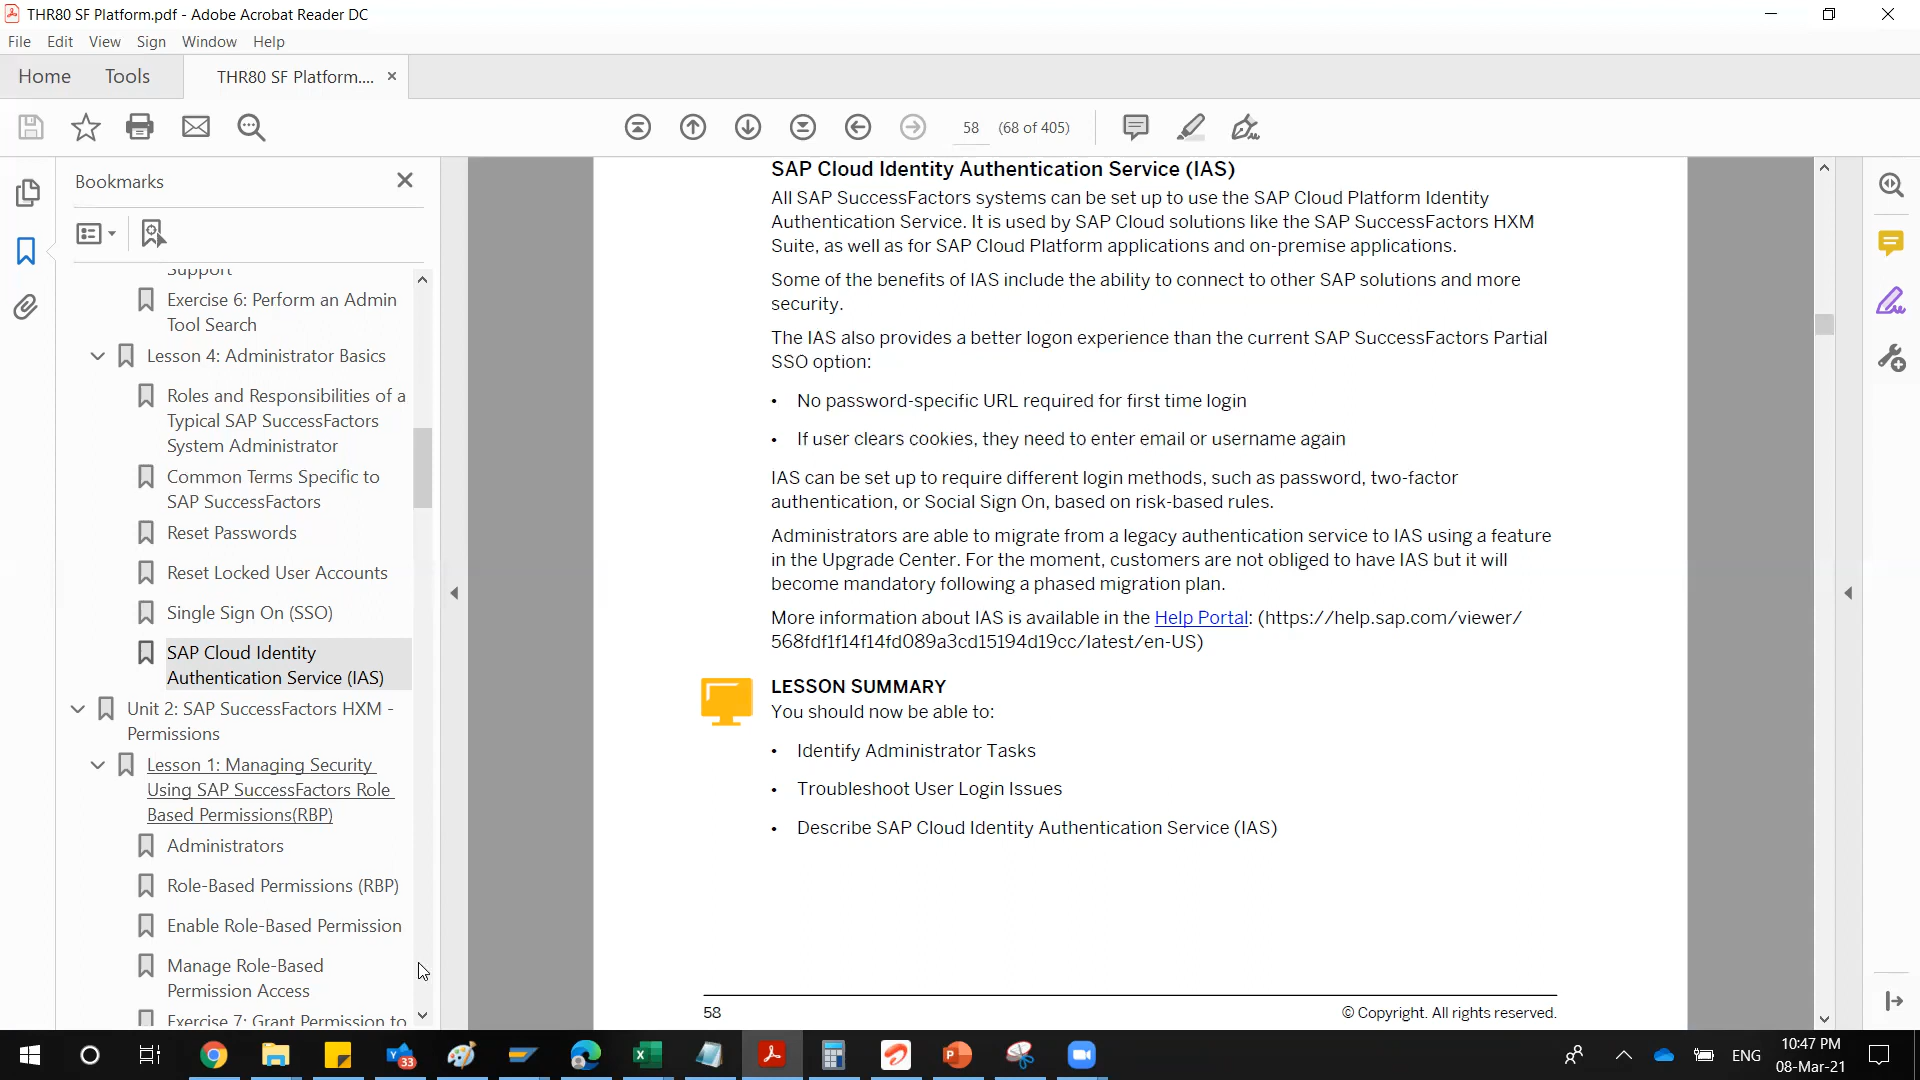 THR80 SF Platform.pdf - Adobe Acrobat Reader DC
File Edit View Sign Window Help
Home Tools THR80 SF Platform....
58 (68 of 405)
Bookmarks
Support
Exercise 6: Perform an Admin
Tool Search
Lesson 4: Administrator Basics
Roles and Responsibilities of a
Typical SAP SuccessFactors
System Administrator
Common Terms Specific to
SAP SuccessFactors
Reset Passwords
Reset Locked User Accounts
Single Sign On (SSO)
SAP Cloud Identity
Authentication Service (IAS)
Unit 2: SAP SuccessFactors HXM -
Permissions
Lesson 1: Managing Security
Using SAP SuccessFactors Role
Based Permissions(RBP)
Administrators
Role-Based Permissions (RBP)
Enable Role-Based Permission
Manage Role-Based
Permission Access
Exercise 7: Grant Permission to
SAP Cloud Identity Authentication Service (IAS)
All SAP SuccessFactors systems can be set up to use the SAP Cloud Platform Identity
Authentication Service. It is used by SAP Cloud solutions like the SAP SuccessFactors HXM
Suite, as well as for SAP Cloud Platform applications and on-premise applications.
Some of the benefits of IAS include the ability to connect to other SAP solutions and more
security.
The IAS also provides a better logon experience than the current SAP SuccessFactors Partial
SSO option:
• No password-specific URL required for first time login
• If user clears cookies, they need to enter email or username again
IAS can be set up to require different login methods, such as password, two-factor
authentication, or Social Sign On, based on risk-based rules.
Administrators are able to migrate from a legacy authentication service to IAS using a feature
in the Upgrade Center. For the moment, customers are not obliged to have IAS but it will
become mandatory following a phased migration plan.
More information about IAS is available in the Help Portal: (https://help.sap.com/viewer/
568fdf1f14f14fd089a3cd15194d19cc/latest/en-US)
LESSON SUMMARY
You should now be able to:
• Identify Administrator Tasks
• Troubleshoot User Login Issues
• Describe SAP Cloud Identity Authentication Service (IAS)
58 © Copyright. All rights reserved.
33
ENG
10:47 PM
08-Mar-21